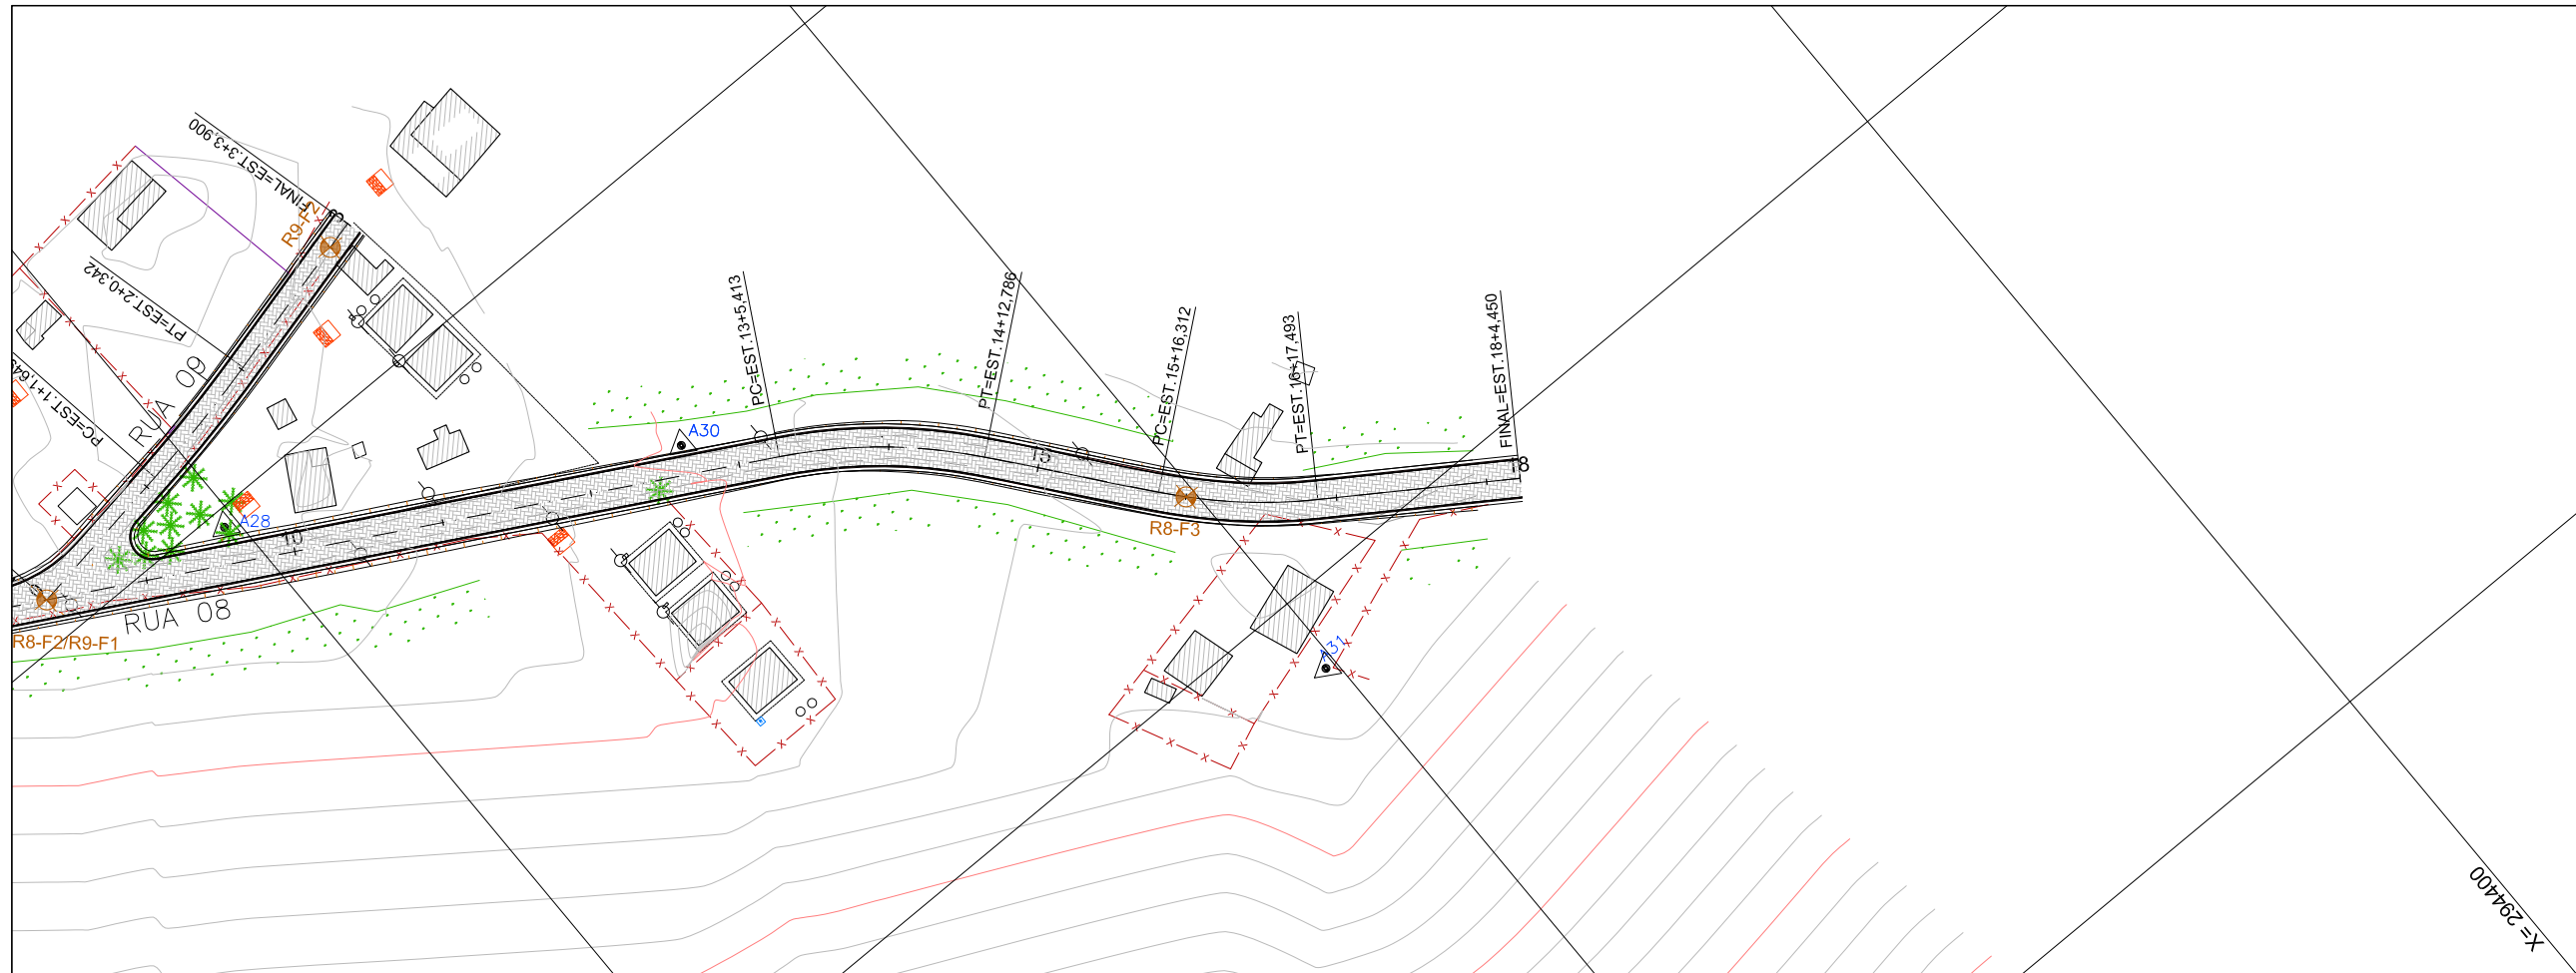 FINAL=EST.3+3,900
R9-F2
3
PT=EST.2+0,342
RUA 09
PC=EST.1+1,64
PC=EST.13+5,413
PT=EST.14+12,786
PC=EST.15+16,312
PT=EST.16+17,493
FINAL=EST.18+4,450
A30
15
18
A28
10
R8-F3
RUA 08
R8-F2/R9-F1
A31
X= 294400